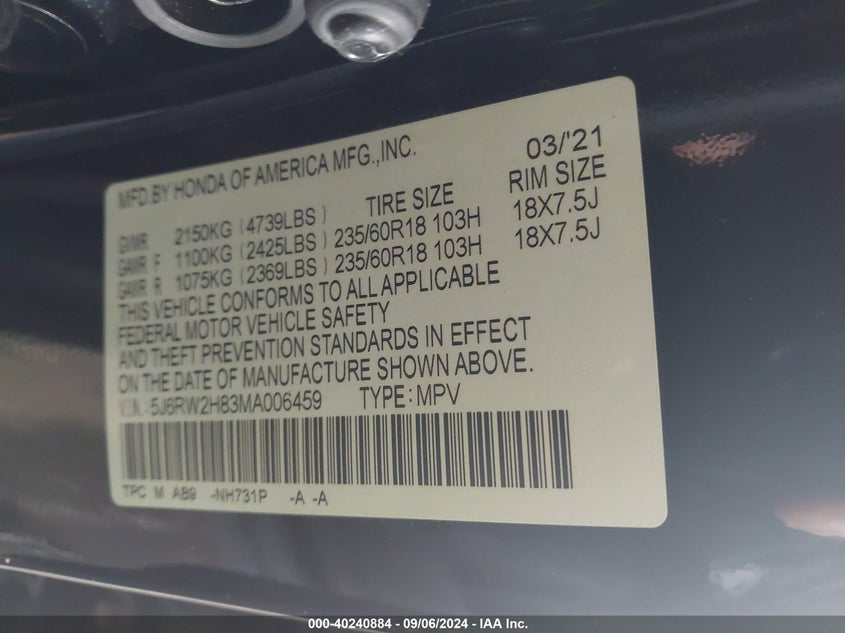 MFD.BY HONDA OF AMERICA MFG.,INC. 03/'21
TIRE SIZE RIM SIZE
GVWR 2150KG (4739LBS)
GAWR F 1100KG (2425LBS) 235/60R18 103H 18X7.5J
GAWR R 1075KG (2369LBS) 235/60R18 103H 18X7.5J
THIS VEHICLE CONFORMS TO ALL APPLICABLE
FEDERAL MOTOR VEHICLE SAFETY
AND THEFT PREVENTION STANDARDS IN EFFECT
ON THE DATE OF MANUFACTURE SHOWN ABOVE.
V.I.N.:5J6RW2H83MA006459 TYPE:MPV
TPC M AB9 -NH731P -A -A
000-40240884 - 09/06/2024 - IAA Inc.